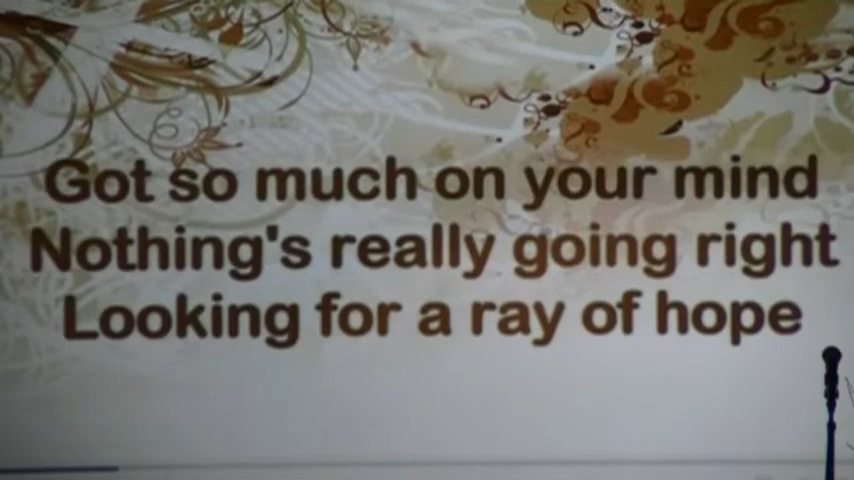 Got so much on your mind
Nothing's really going right
Looking for a ray of hope